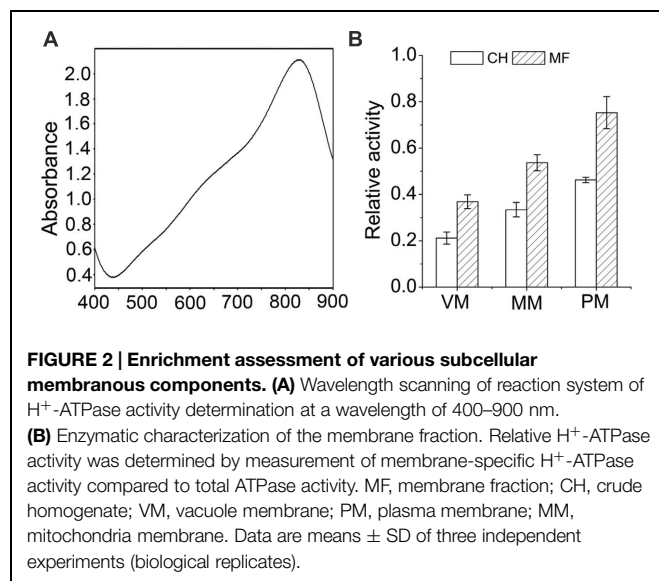 A
B
Absorbance
2.0
1.8
1.6
1.4
1.2
1.0
0.8
0.6
0.4
400 500 600 700 800 900
Relative activity
1.0
0.8
0.6
0.4
0.2
0.0
CH MF
VM MM PM
FIGURE 2 | Enrichment assessment of various subcellular
membranous components. (A) Wavelength scanning of reaction system of
H⁺-ATPase activity determination at a wavelength of 400–900 nm.
(B) Enzymatic characterization of the membrane fraction. Relative H⁺-ATPase
activity was determined by measurement of membrane-specific H⁺-ATPase
activity compared to total ATPase activity. MF, membrane fraction; CH, crude
homogenate; VM, vacuole membrane; PM, plasma membrane; MM,
mitochondria membrane. Data are means ± SD of three independent
experiments (biological replicates).